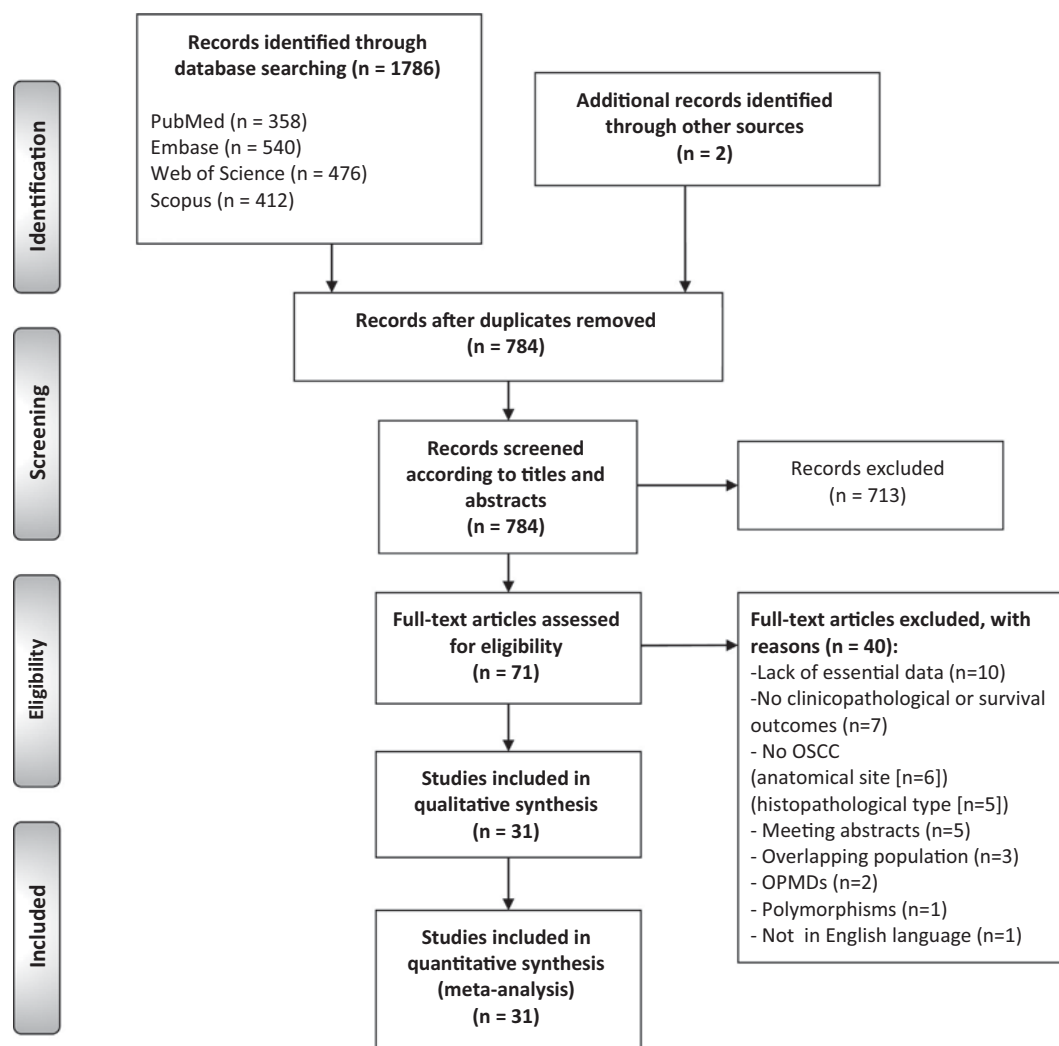 Records identified through
database searching (n = 1786)
PubMed (n = 358)
Embase (n = 540)
Web of Science (n = 476)
Scopus (n = 412)
Additional records identified
through other sources
(n = 2)
Identification
Records after duplicates removed
(n = 784)
Screening
Records screened
according to titles and
abstracts
(n = 784)
Records excluded
(n = 713)
Eligibility
Full-text articles assessed
for eligibility
(n = 71)
Full-text articles excluded, with
reasons (n = 40):
-Lack of essential data (n=10)
-No clinicopathological or survival
outcomes (n=7)
- No OSCC
(anatomical site [n=6])
(histopathological type [n=5])
- Meeting abstracts (n=5)
- Overlapping population (n=3)
- OPMDs (n=2)
- Polymorphisms (n=1)
- Not in English language (n=1)
Studies included in
qualitative synthesis
(n = 31)
Included
Studies included in
quantitative synthesis
(meta-analysis)
(n = 31)